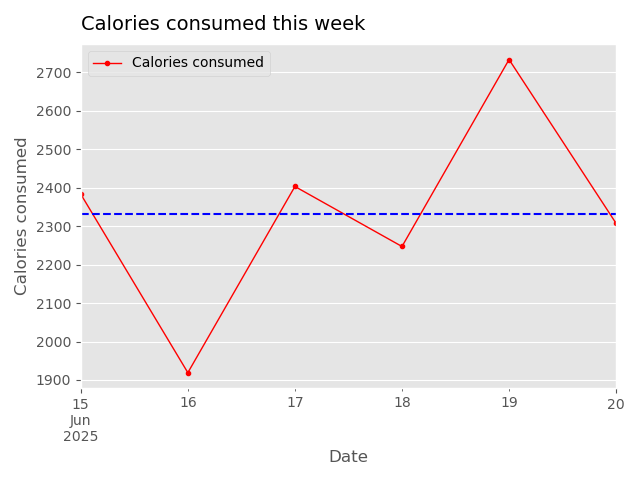 Calories consumed this week
Calories consumed
2700
2600
2500
2400
2300
2200
2100
2000
1900
Calories consumed
15 16 17 18 19 20
Jun
2025
Date